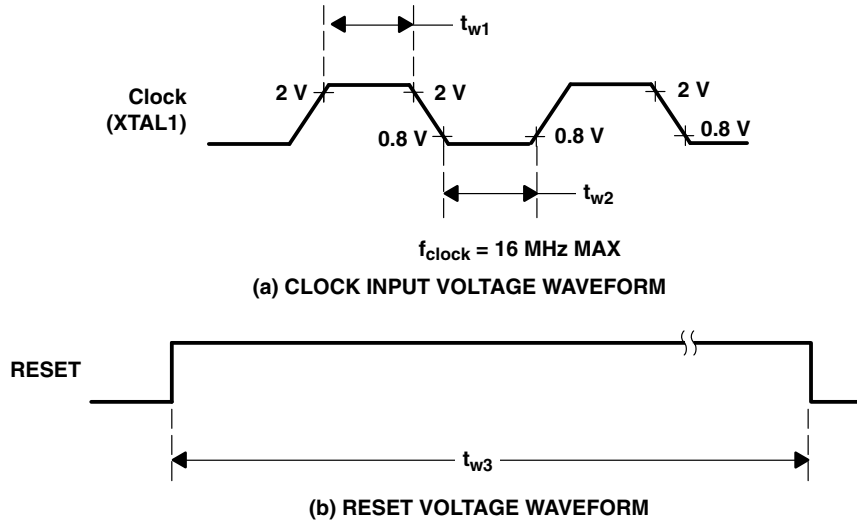 tw1
Clock
(XTAL1)
2 V
2 V
2 V
0.8 V
0.8 V
0.8 V
tw2
fclock = 16 MHz MAX
(a) CLOCK INPUT VOLTAGE WAVEFORM
RESET
tw3
(b) RESET VOLTAGE WAVEFORM